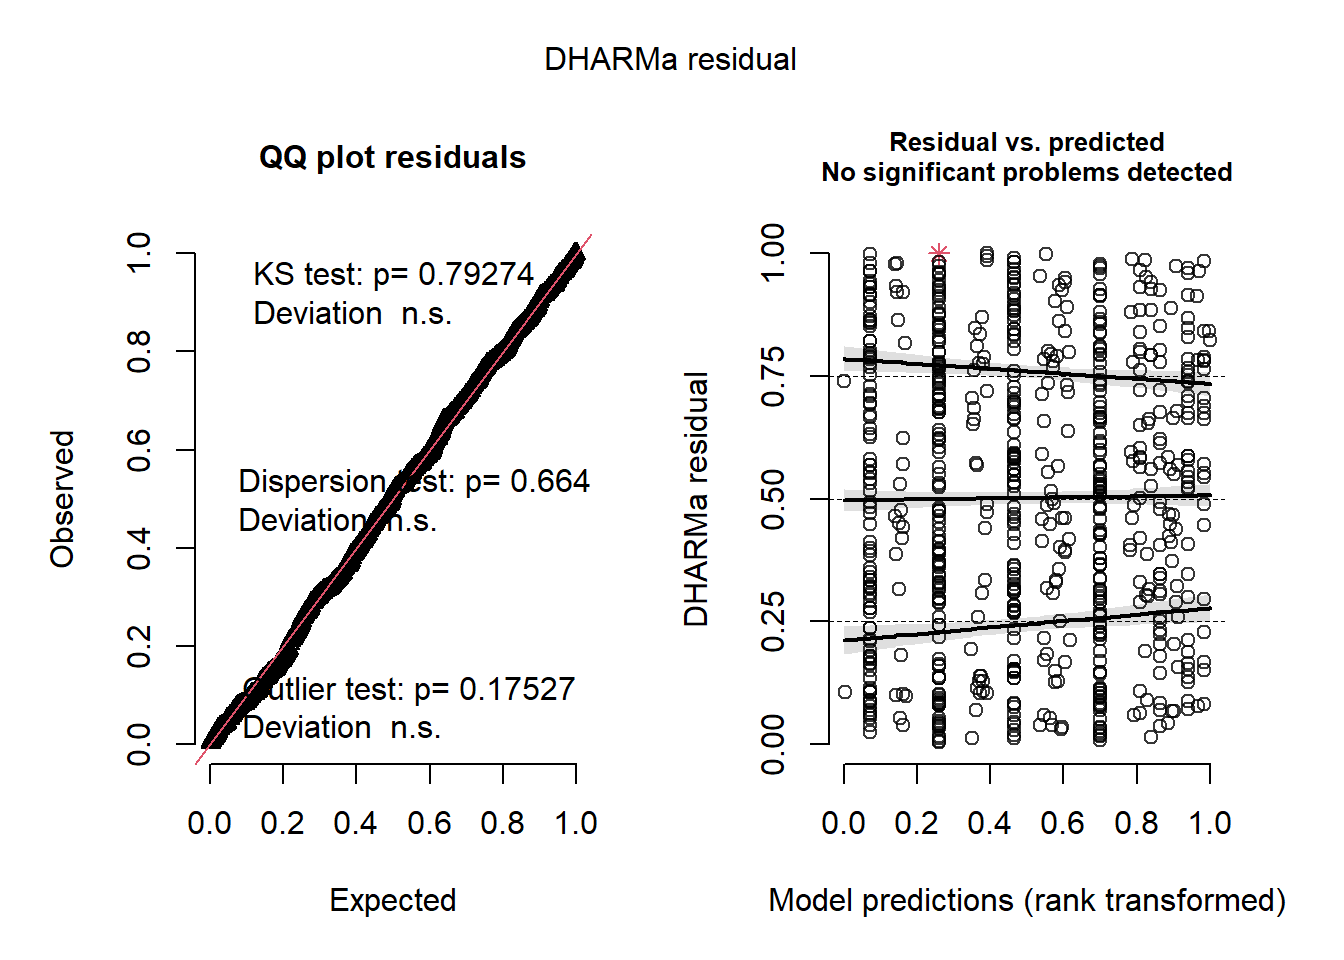 DHARMa residual
QQ plot residuals
KS test: p= 0.79274
Deviation  n.s.
Dispersion test: p= 0.664
Deviation n.s.
Outlier test: p= 0.17527
Deviation  n.s.
Observed
0.0 0.2 0.4 0.6 0.8 1.0
0.0 0.2 0.4 0.6 0.8 1.0
Expected
Residual vs. predicted
No significant problems detected
DHARMa residual
0.00 0.25 0.50 0.75 1.00
0.0 0.2 0.4 0.6 0.8 1.0
Model predictions (rank transformed)